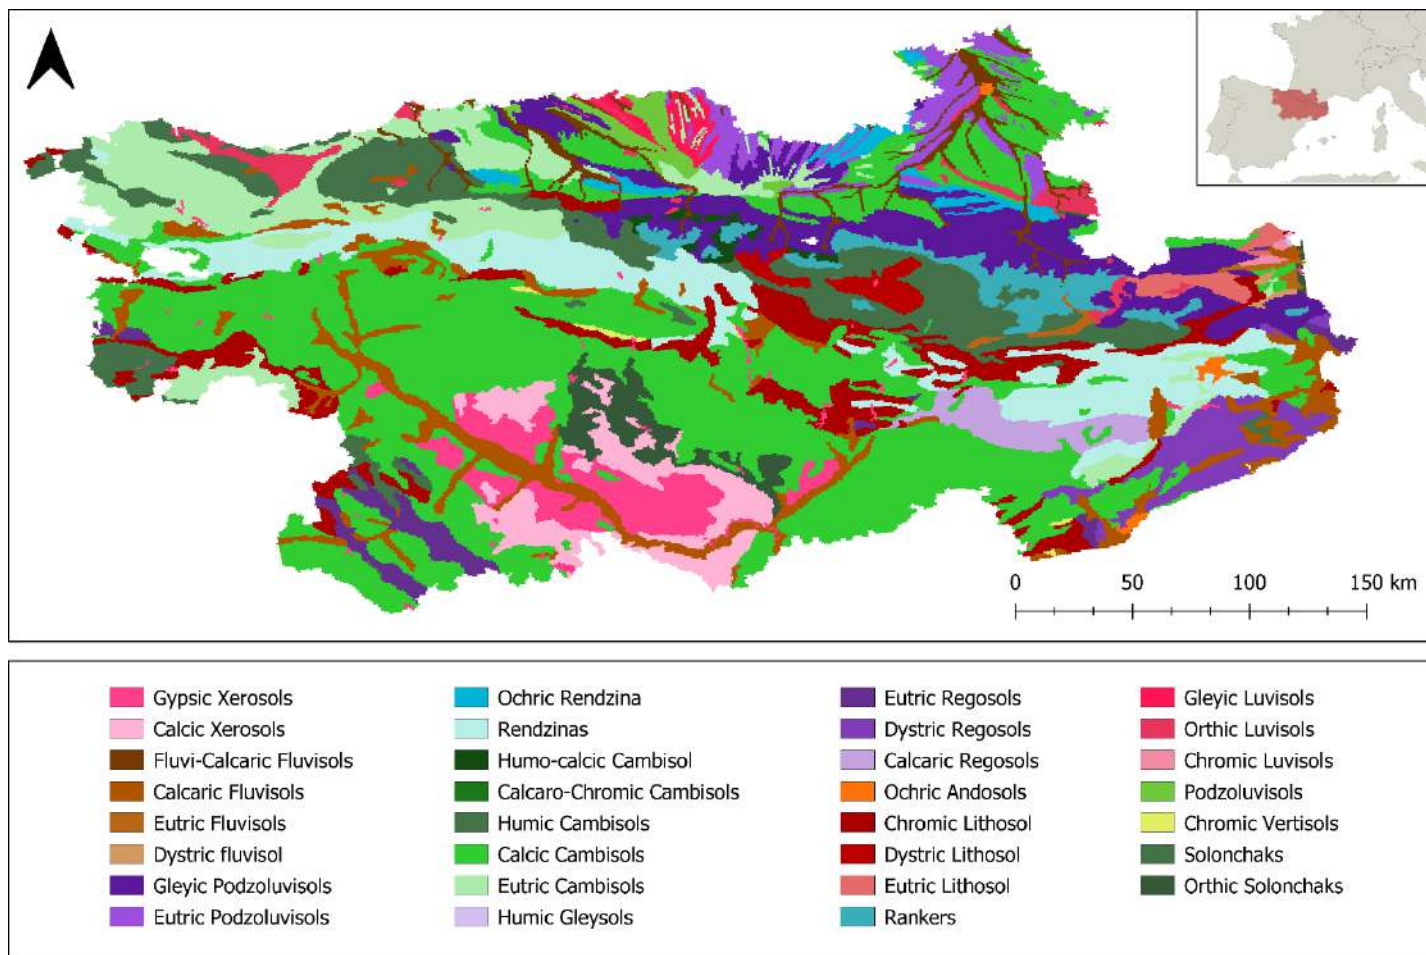 0 50 100 150 km
Gypsic Xerosols
Calcic Xerosols
Fluvi-Calcaric Fluvisols
Calcaric Fluvisols
Eutric Fluvisols
Dystric fluvisol
Gleyic Podzoluvisols
Eutric Podzoluvisols
Ochric Rendzina
Rendzinas
Humo-calcic Cambisol
Calcaro-Chromic Cambisols
Humic Cambisols
Calcic Cambisols
Eutric Cambisols
Humic Gleysols
Eutric Regosols
Dystric Regosols
Calcaric Regosols
Ochric Andosols
Chromic Lithosol
Dystric Lithosol
Eutric Lithosol
Rankers
Gleyic Luvisols
Orthic Luvisols
Chromic Luvisols
Podzoluvisols
Chromic Vertisols
Solonchaks
Orthic Solonchaks